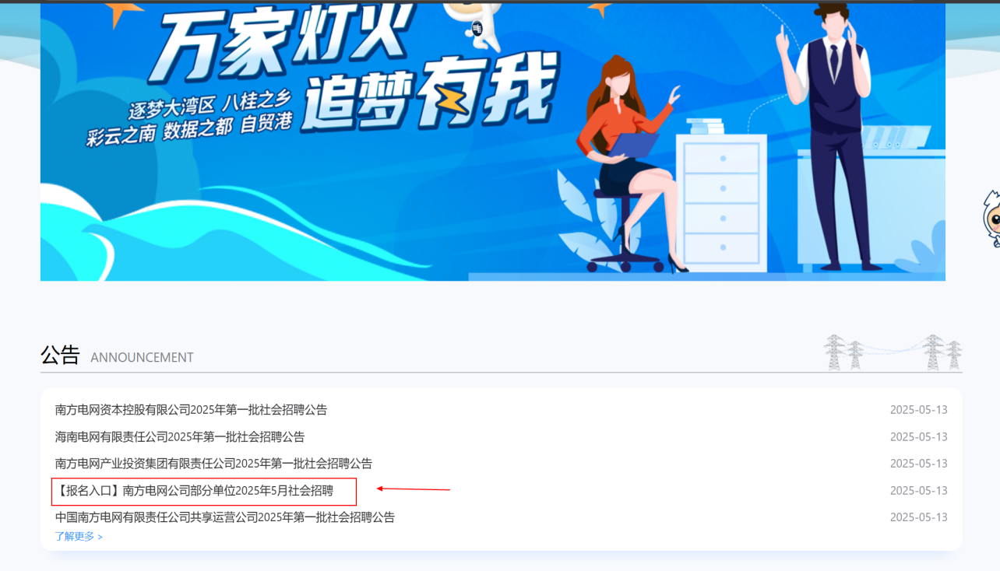 万家灯火
追梦有我
逐梦大湾区 八桂之乡
彩云之南 数据之都 自贸港
公告 ANNOUNCEMENT
南方电网资本控股有限公司2025年第一批社会招聘公告 2025-05-13
海南电网有限责任公司2025年第一批社会招聘公告 2025-05-13
南方电网产业投资集团有限责任公司2025年第一批社会招聘公告 2025-05-13
【报名入口】南方电网公司部分单位2025年5月社会招聘 2025-05-13
中国南方电网有限责任公司共享运营公司2025年第一批社会招聘公告 2025-05-13
了解更多 >